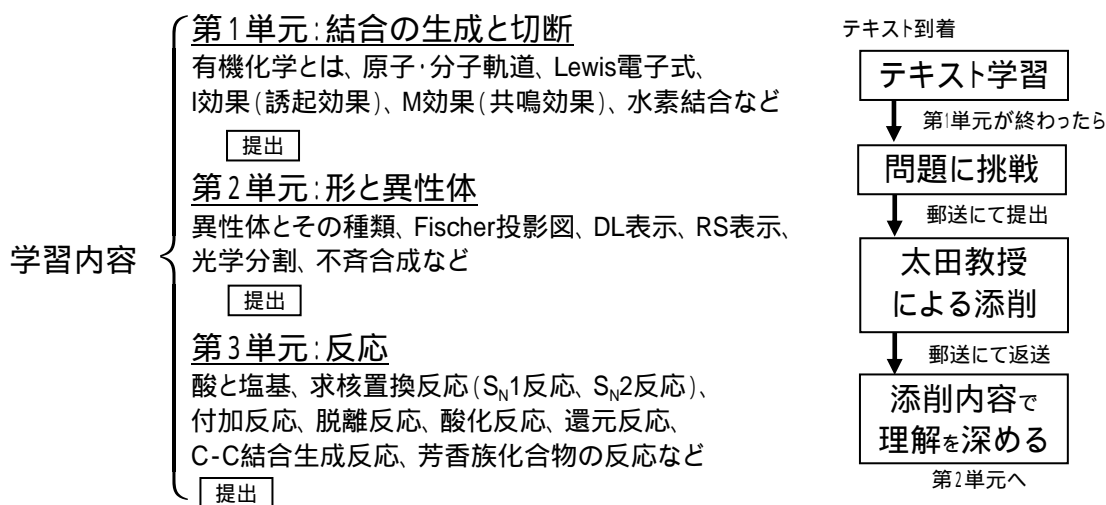 学習内容
第1単元:結合の生成と切断
有機化学とは、原子・分子軌道、Lewis電子式、
I効果(誘起効果)、M効果(共鳴効果)、水素結合など
提出
第2単元:形と異性体
異性体とその種類、Fischer投影図、DL表示、RS表示、
光学分割、不斉合成など
提出
第3単元:反応
酸と塩基、求核置換反応(SN1反応、SN2反応)、
付加反応、脱離反応、酸化反応、還元反応、
C-C結合生成反応、芳香族化合物の反応など
提出
テキスト到着
テキスト学習
第1単元が終わったら
問題に挑戦
郵送にて提出
太田教授
による添削
郵送にて返送
添削内容で
理解を深める
第2単元へ